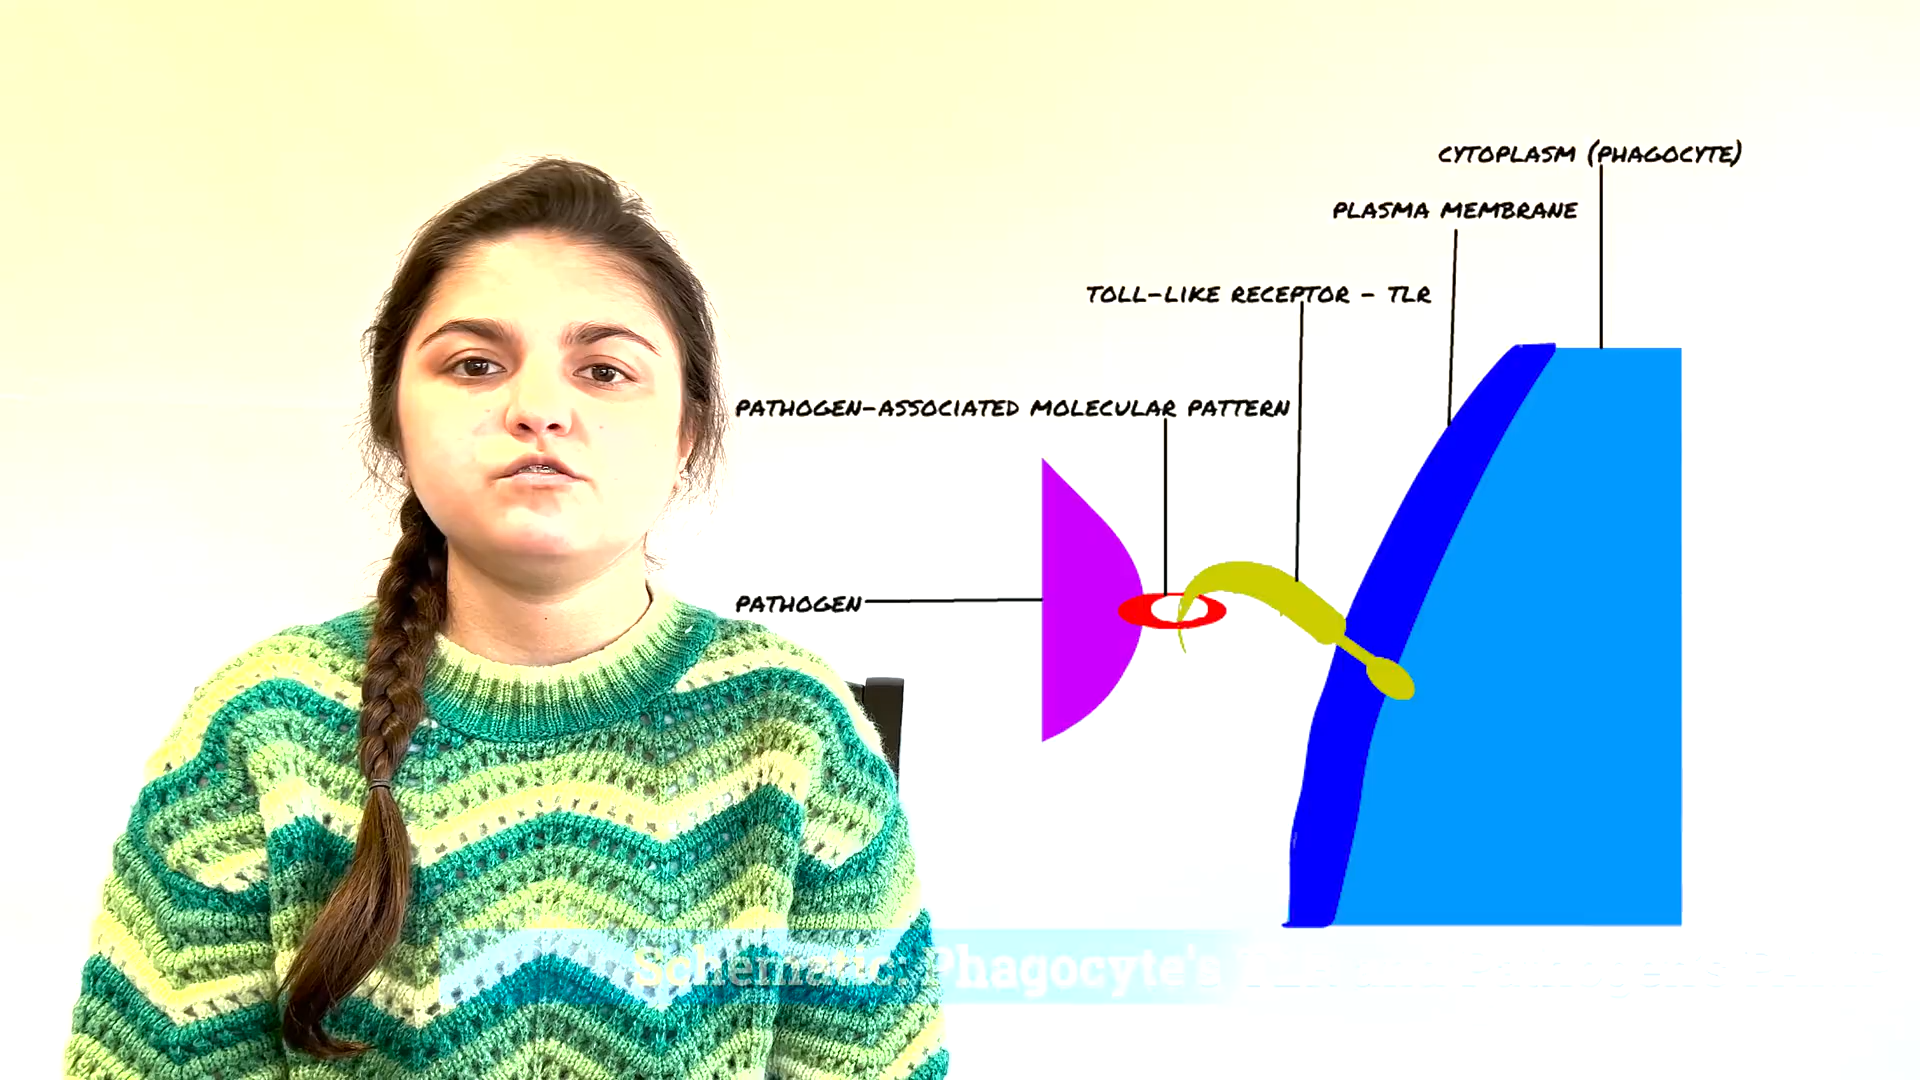 CYTOPLASM (PHAGOCYTE)
PLASMA MEMBRANE
TOLL-LIKE RECEPTOR - TLR
PATHOGEN-ASSOCIATED MOLECULAR PATTERN
PATHOGEN
Schematic: Phagocyte's